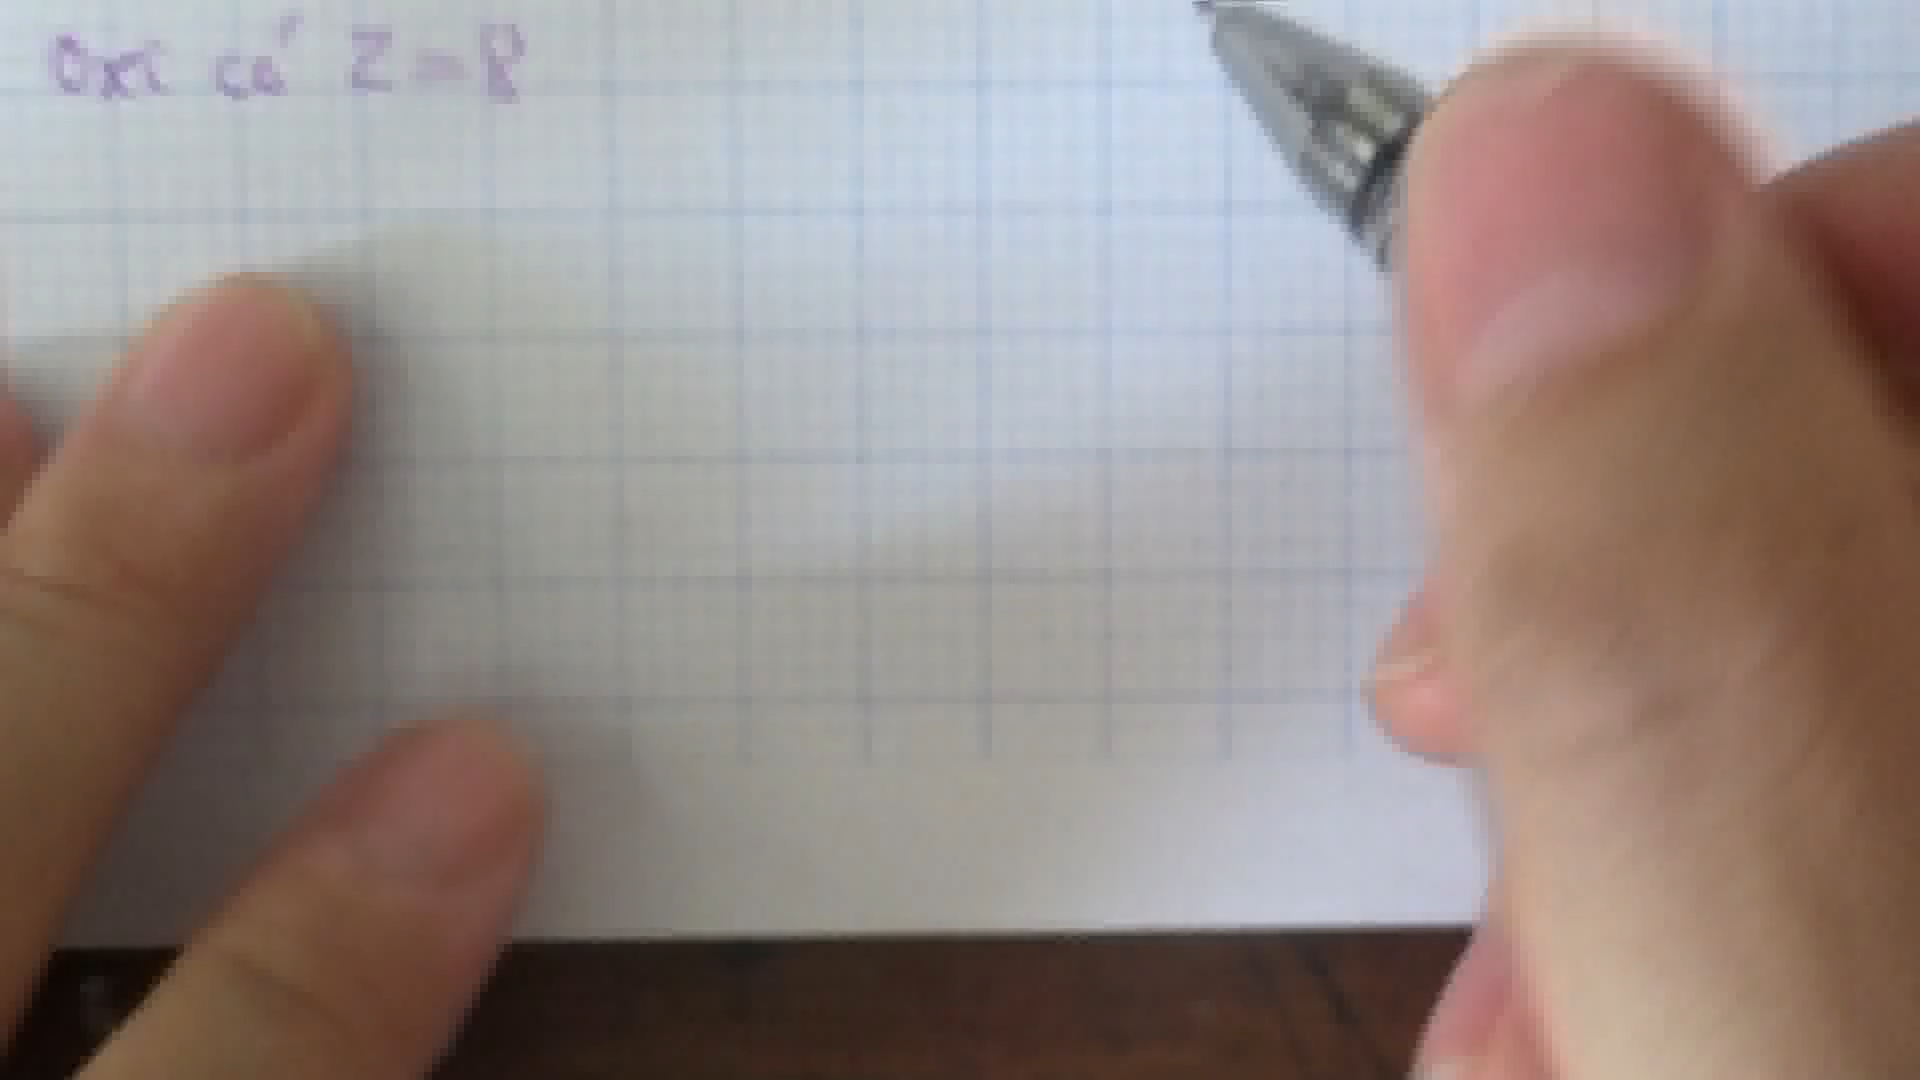 Oxi có Z = 8